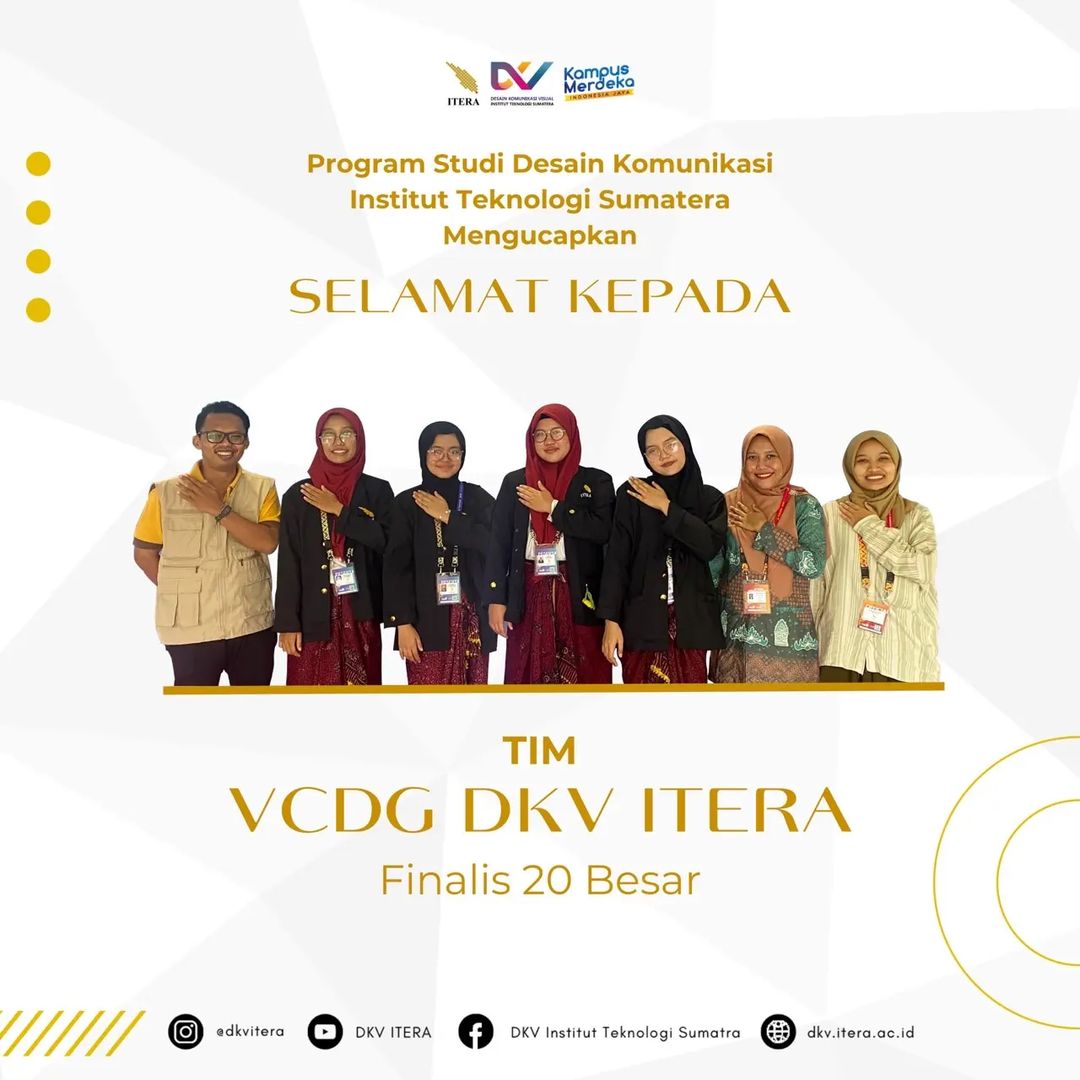 ITERA
DKV
DESAIN KOMUNIKASI VISUAL
INSTITUT TEKNOLOGI SUMATERA
Kampus
Merdeka
INDONESIA JAYA
Program Studi Desain Komunikasi
Institut Teknologi Sumatera
Mengucapkan
SELAMAT KEPADA
ITERA
TIM
VCDG DKV ITERA
Finalis 20 Besar
@dkvitera
DKV ITERA
DKV Institut Teknologi Sumatra
dkv.itera.ac.id